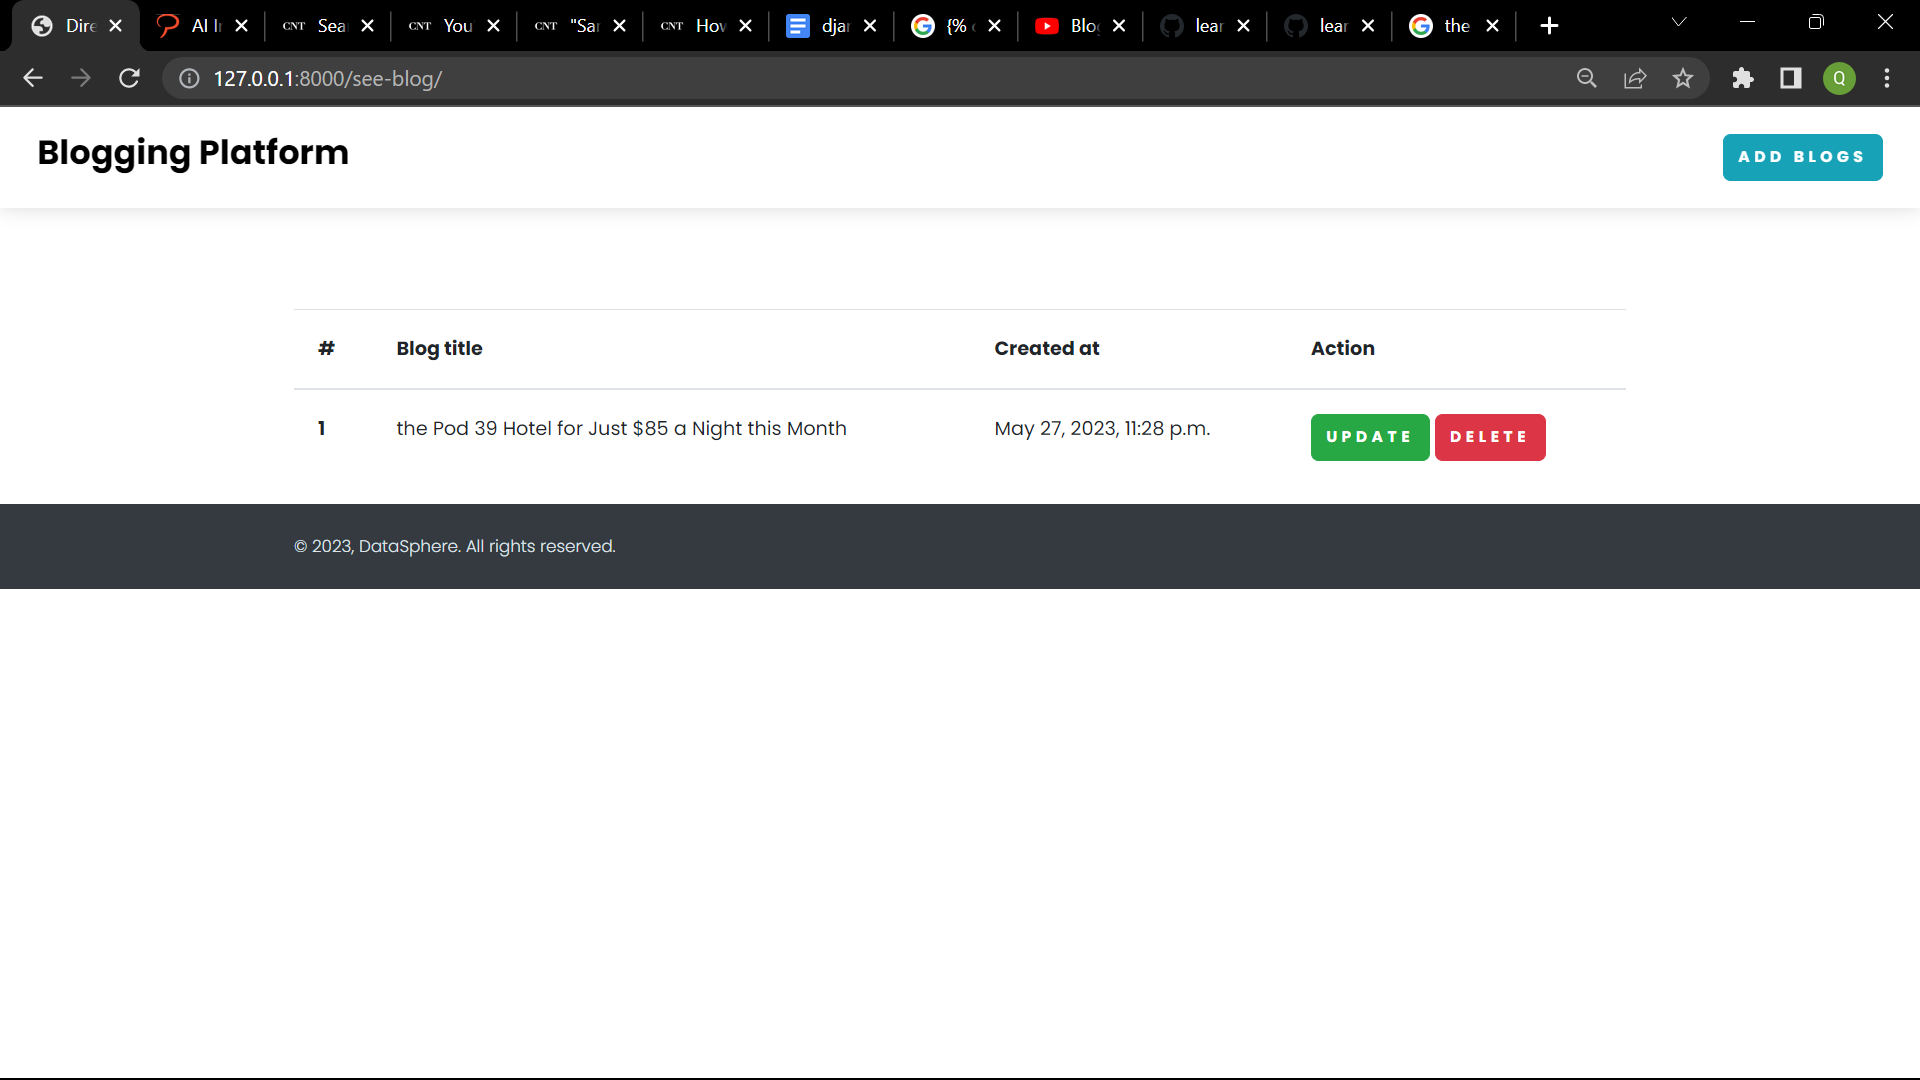 Dire AI CNT Sea CNT You CNT "Sa CNT Ho djar {% Blo lear lear the
127.0.0.1:8000/see-blog/ Q
Blogging Platform ADD BLOGS
# Blog title Created at Action
1 the Pod 39 Hotel for Just $85 a Night this Month May 27, 2023, 11:28 p.m. UPDATE DELETE
© 2023, DataSphere. All rights reserved.